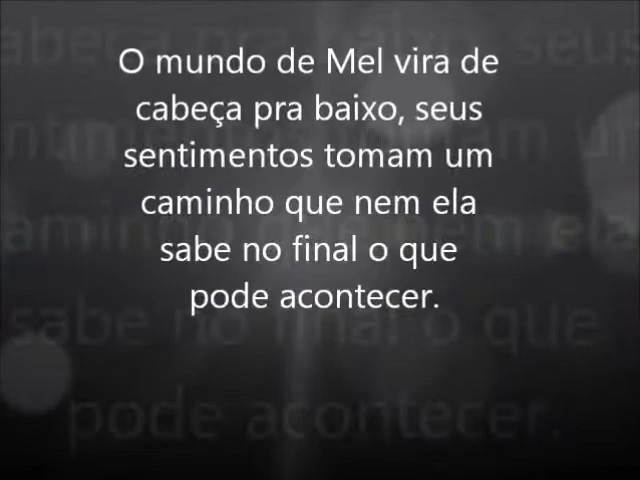 O mundo de Mel vira de
cabeça pra baixo, seus
sentimentos tomam um
caminho que nem ela
sabe no final o que
pode acontecer.